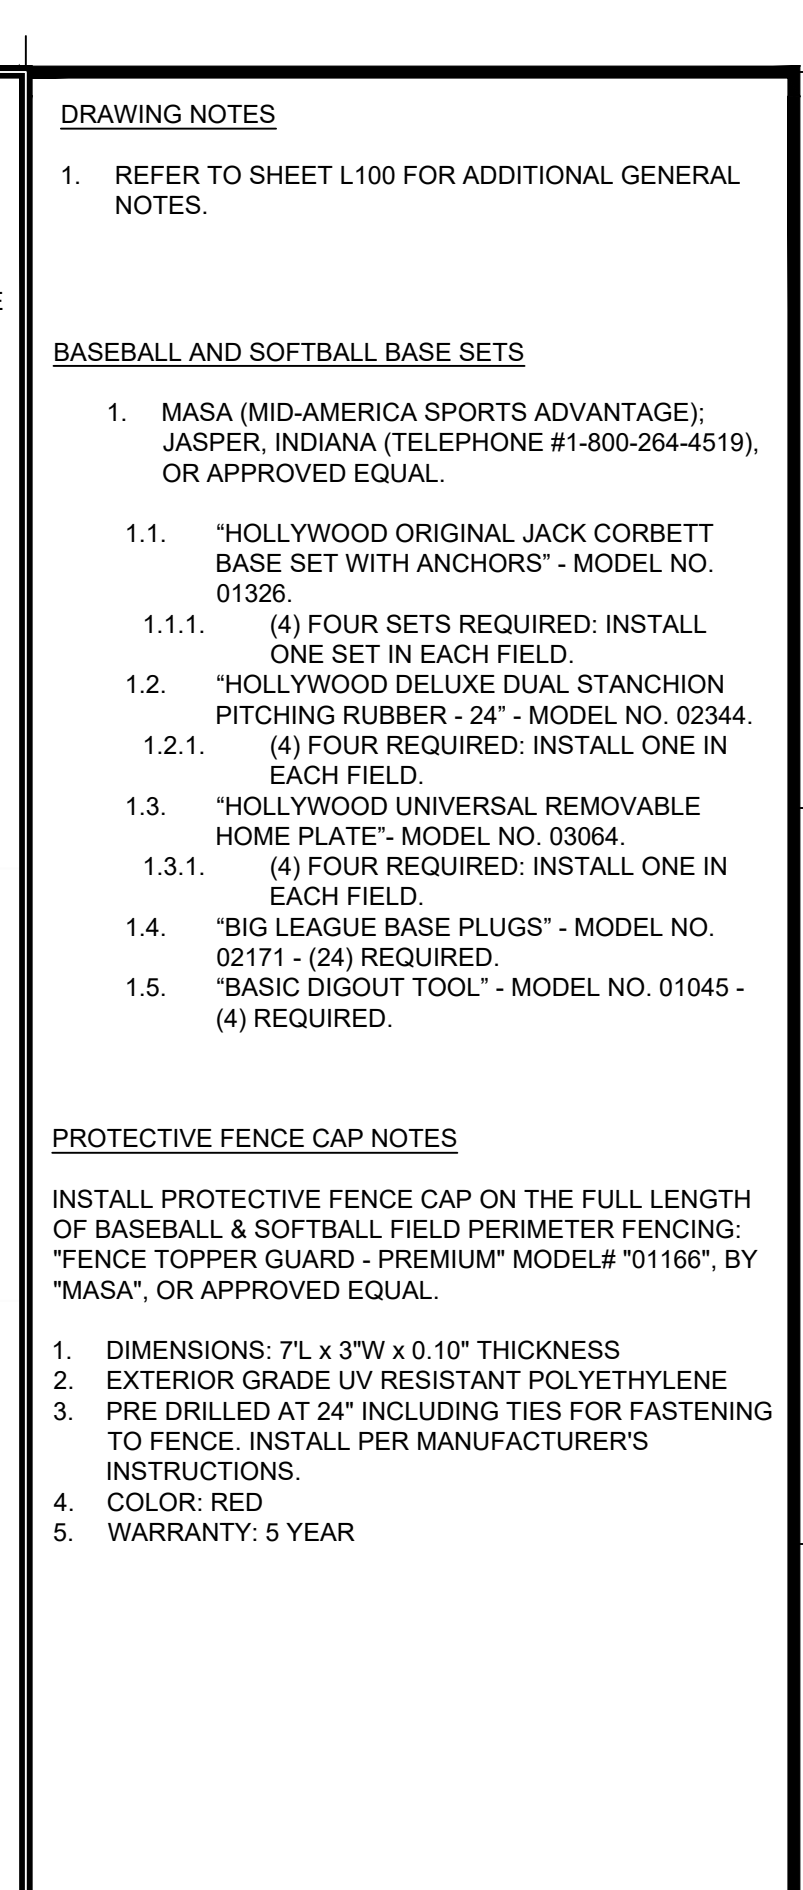 DRAWING NOTES
1. REFER TO SHEET L100 FOR ADDITIONAL GENERAL
NOTES.
E
BASEBALL AND SOFTBALL BASE SETS
1. MASA (MID-AMERICA SPORTS ADVANTAGE);
JASPER, INDIANA (TELEPHONE #1-800-264-4519),
OR APPROVED EQUAL.
1.1. “HOLLYWOOD ORIGINAL JACK CORBETT
BASE SET WITH ANCHORS” - MODEL NO.
01326.
1.1.1. (4) FOUR SETS REQUIRED: INSTALL
ONE SET IN EACH FIELD.
1.2. “HOLLYWOOD DELUXE DUAL STANCHION
PITCHING RUBBER - 24” - MODEL NO. 02344.
1.2.1. (4) FOUR REQUIRED: INSTALL ONE IN
EACH FIELD.
1.3. “HOLLYWOOD UNIVERSAL REMOVABLE
HOME PLATE”- MODEL NO. 03064.
1.3.1. (4) FOUR REQUIRED: INSTALL ONE IN
EACH FIELD.
1.4. “BIG LEAGUE BASE PLUGS” - MODEL NO.
02171 - (24) REQUIRED.
1.5. “BASIC DIGOUT TOOL” - MODEL NO. 01045 -
(4) REQUIRED.
PROTECTIVE FENCE CAP NOTES
INSTALL PROTECTIVE FENCE CAP ON THE FULL LENGTH
OF BASEBALL & SOFTBALL FIELD PERIMETER FENCING:
"FENCE TOPPER GUARD - PREMIUM" MODEL# "01166", BY
"MASA", OR APPROVED EQUAL.
1. DIMENSIONS: 7'L x 3"W x 0.10" THICKNESS
2. EXTERIOR GRADE UV RESISTANT POLYETHYLENE
3. PRE DRILLED AT 24" INCLUDING TIES FOR FASTENING
TO FENCE. INSTALL PER MANUFACTURER'S
INSTRUCTIONS.
4. COLOR: RED
5. WARRANTY: 5 YEAR